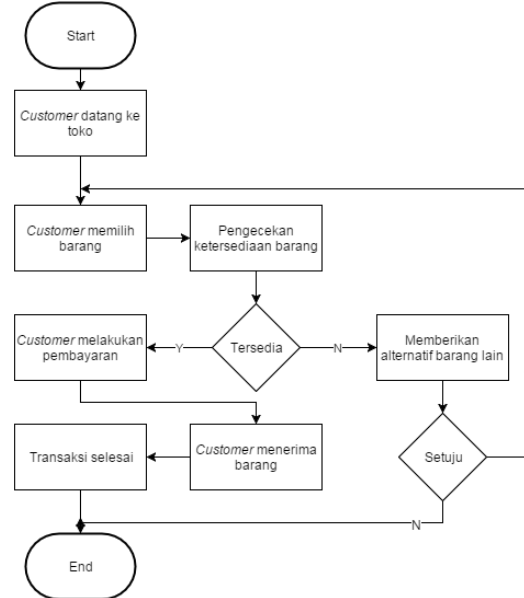 Start
Customer datang ke
toko
Customer memilih
barang
Pengecekan
ketersediaan barang
Customer melakukan
pembayaran
Y
Tersedia
N
Memberikan
alternatif barang lain
Transaksi selesai
Customer menerima
barang
Setuju
N
End